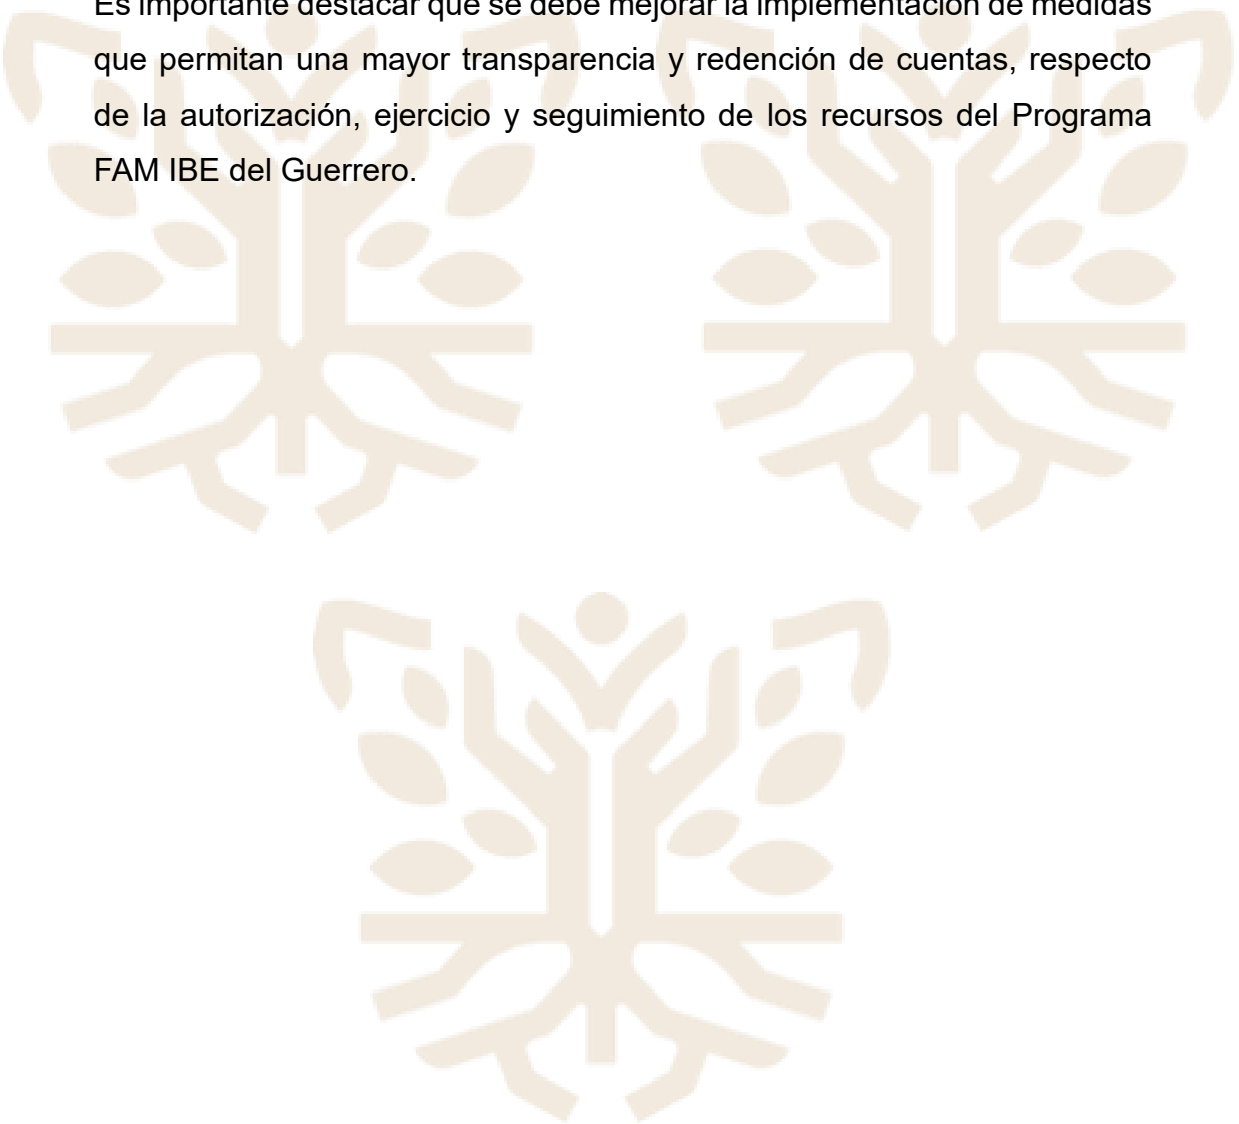 Es importante destacar que se debe mejorar la implementación de medidas
que permitan una mayor transparencia y redención de cuentas, respecto
de la autorización, ejercicio y seguimiento de los recursos del Programa
FAM IBE del Guerrero.